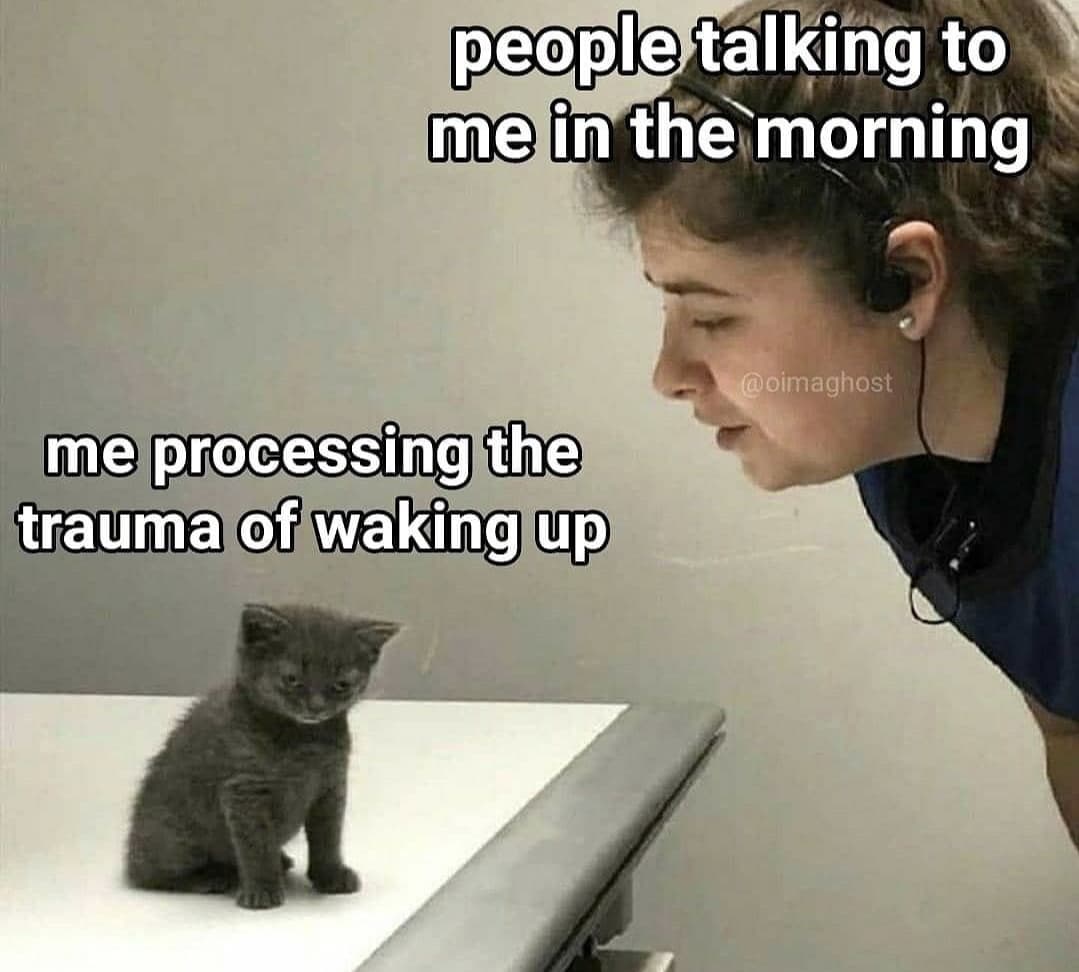 people talking to
me in the morning
@oimaghost
me processing the
trauma of waking up